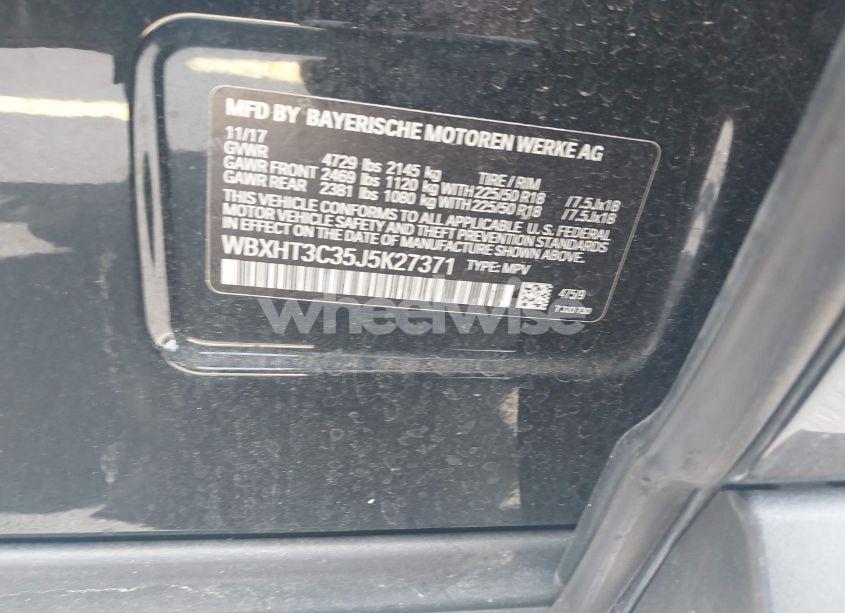 MFD BY BAYERISCHE MOTOREN WERKE AG
11/17
GVWR 4729 lbs 2145 kg TIRE / RIM
GAWR FRONT 2469 lbs 1120 kg WITH 225/50 R18 /7.5Jx18
GAWR REAR 2381 lbs 1080 kg WITH 225/50 R18 /7.5Jx18
THIS VEHICLE CONFORMS TO ALL APPLICABLE U.S. FEDERAL
MOTOR VEHICLE SAFETY AND THEFT PREVENTION STANDARDS
IN EFFECT ON THE DATE OF MANUFACTURE SHOWN ABOVE.
WBXHT3C35J5K27371 TYPE: MPV
475/9
7320730
wheelwise